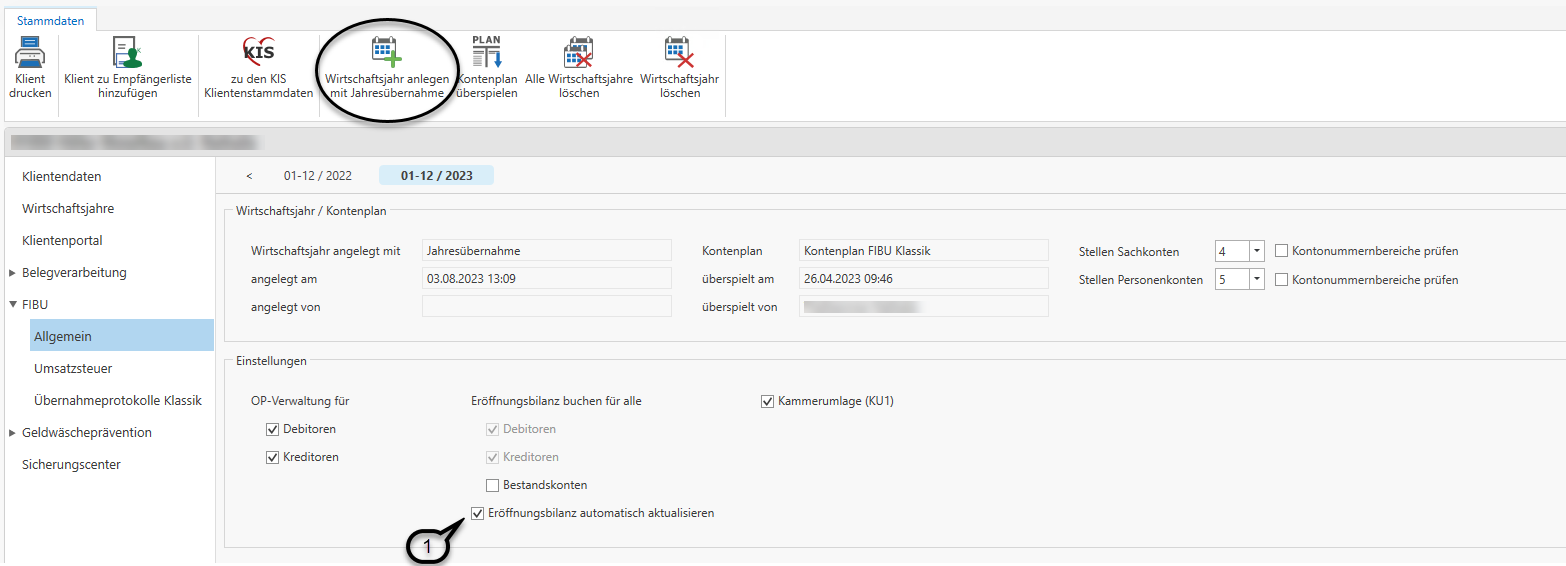 Stammdaten
Klient drucken
Klient zu Empfängerliste hinzufügen
KIS
zu den KIS Klientenstammdaten
Wirtschaftsjahr anlegen mit Jahresübernahme
PLAN
Kontenplan überspielen
Alle Wirtschaftsjahre löschen
Wirtschaftsjahr löschen
Klientendaten
Wirtschaftsjahre
Klientenportal
Belegverarbeitung
FIBU
Allgemein
Umsatzsteuer
Übernahmeprotokolle Klassik
Geldwäscheprävention
Sicherungscenter
< 01-12 / 2022 01-12 / 2023
Wirtschaftsjahr / Kontenplan
Wirtschaftsjahr angelegt mit Jahresübernahme Kontenplan Kontenplan FIBU Klassik Stellen Sachkonten 4 Kontonummernbereiche prüfen
angelegt am 03.08.2023 13:09 überspielt am 26.04.2023 09:46 Stellen Personenkonten 5 Kontonummernbereiche prüfen
angelegt von überspielt von
Einstellungen
OP-Verwaltung für Eröffnungsbilanz buchen für alle Kammerumlage (KU1)
Debitoren Debitoren
Kreditoren Kreditoren
Bestandskonten
Eröffnungsbilanz automatisch aktualisieren
1